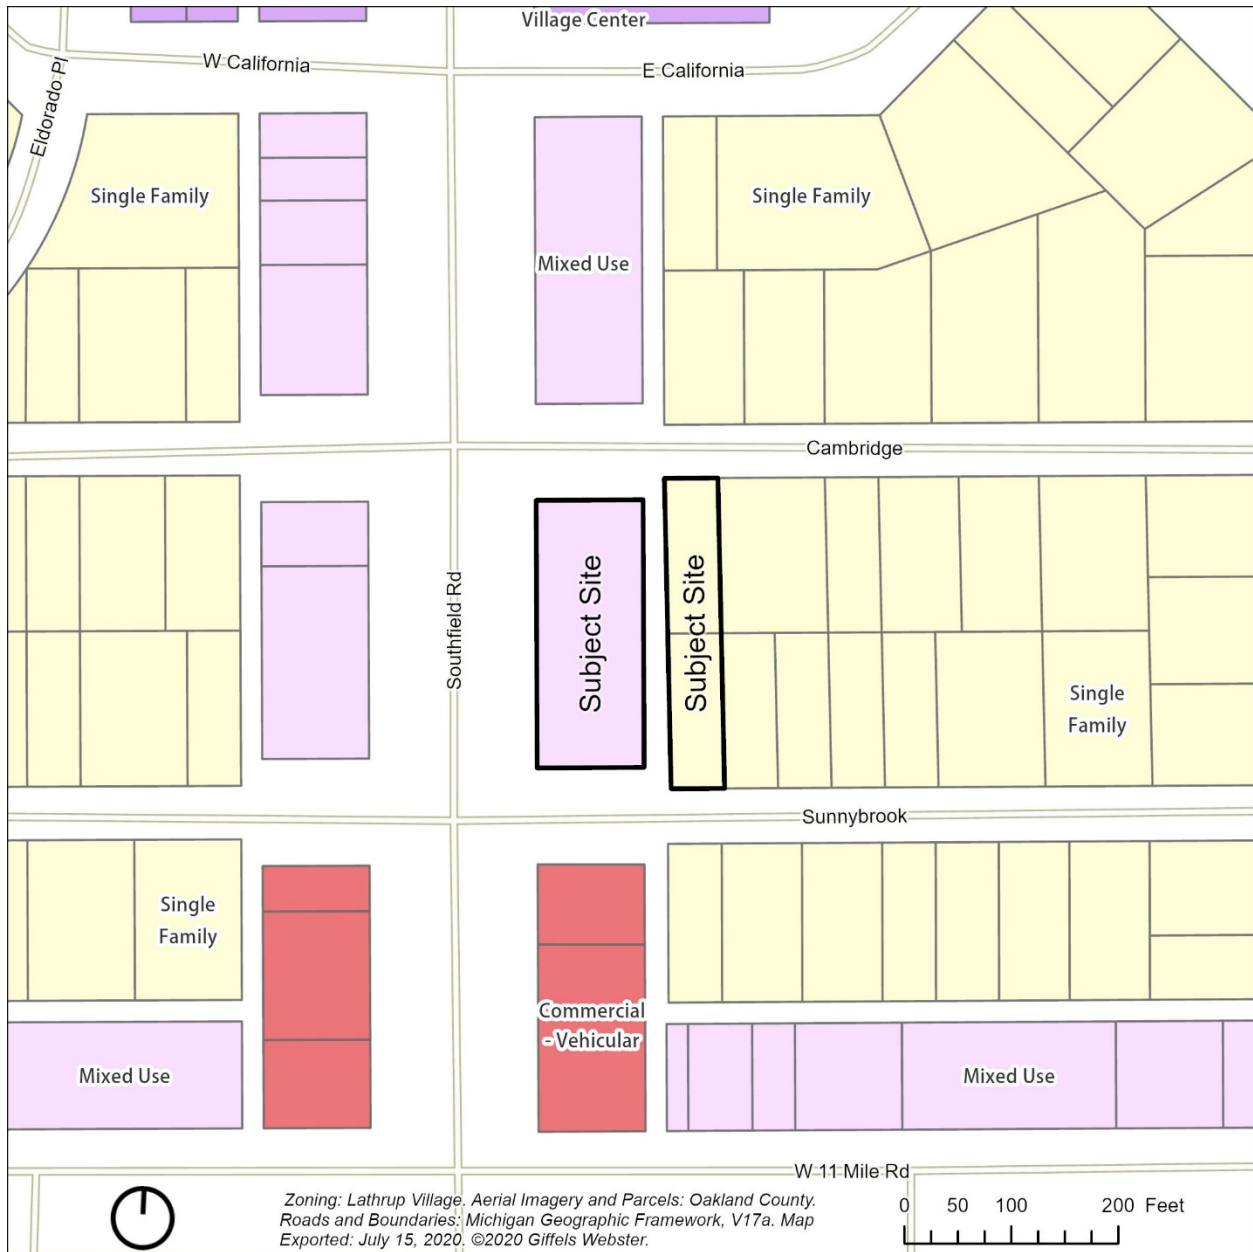 Village Center
W California
E California
Eldorado Pl
Single Family
Single Family
Mixed Use
Cambridge
Southfield Rd
Subject Site
Subject Site
Single
Family
Sunnybrook
Single
Family
Commercial
- Vehicular
Mixed Use
Mixed Use
W 11 Mile Rd
Zoning: Lathrup Village. Aerial Imagery and Parcels: Oakland County.
Roads and Boundaries: Michigan Geographic Framework, V17a. Map
Exported: July 15, 2020. ©2020 Giffels Webster.
0 50 100 200 Feet